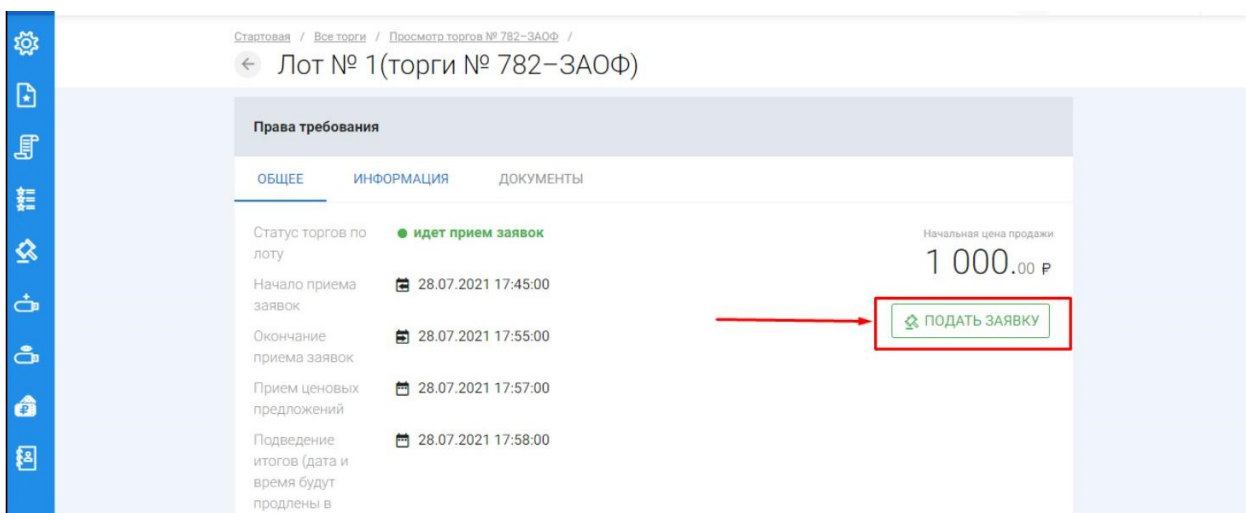 Стартовая / Все торги / Просмотр торгов № 782-ЗАОФ /
Лот № 1(торги № 782-ЗАОФ)
Права требования
ОБЩЕЕ ИНФОРМАЦИЯ ДОКУМЕНТЫ
Статус торгов по лоту
идет прием заявок
Начало приема заявок
28.07.2021 17:45:00
Окончание приема заявок
28.07.2021 17:55:00
Прием ценовых предложений
28.07.2021 17:57:00
Подведение итогов (дата и время будут продлены в
28.07.2021 17:58:00
Начальная цена продажи
1 000.00 ₽
ПОДАТЬ ЗАЯВКУ